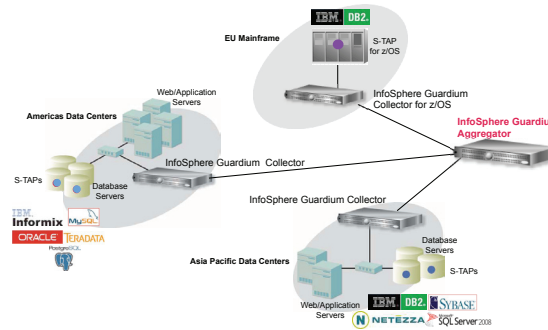 IBM DB2.
EU Mainframe
S-TAP
for z/OS
Web/Application
Servers
InfoSphere Guardium
Collector for z/OS
Americas Data Centers
InfoSphere Guardium
Aggregator
InfoSphere Guardium Collector
S-TAPs
Database
Servers
InfoSphere Guardium Collector
IBM.
Informix MySQL
ORACLE TERADATA
PostgreSQL
Database
Servers
Asia Pacific Data Centers
S-TAPs
Web/Application
Servers
IBM DB2. SYBASE
N NETEZZA Microsoft SQL Server 2008